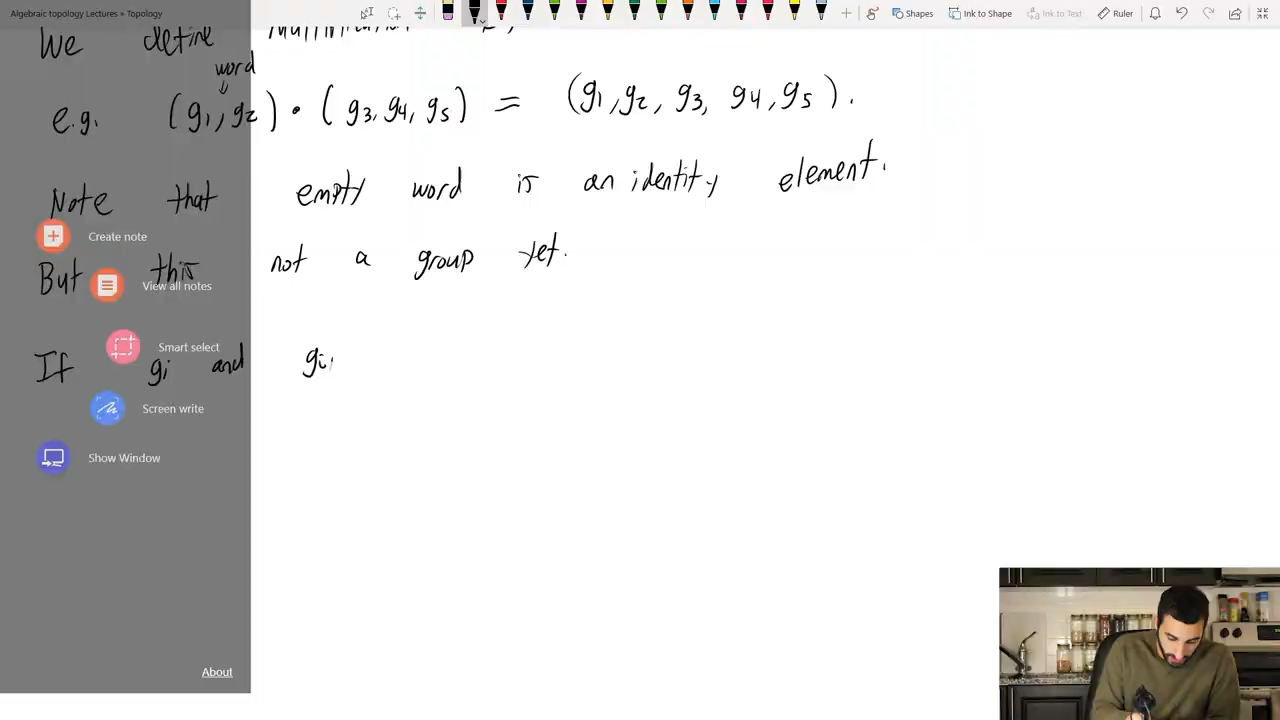 Algebraic topology Lectures » Topology
Shapes
Ink to Shape
Ink to Text
Ruler
We define
word
e.g. (g1, g2) • (g3, g4, g5) = (g1, g2, g3, g4, g5).
Note that empty word is an identity element.
Create note
But this not a group yet.
View all notes
Smart select
If gi and gi,
Screen write
Show Window
About